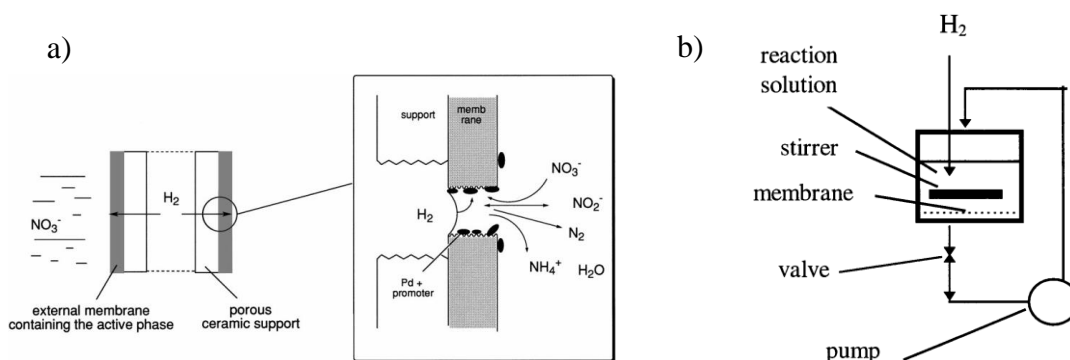 a)
NO₃⁻
H₂
external membrane
containing the active phase
porous
ceramic support
support
memb
rane
H₂
NO₃⁻
NO₂⁻
N₂
NH₄⁺
H₂O
Pd +
promoter
b)
H₂
reaction
solution
stirrer
membrane
valve
pump